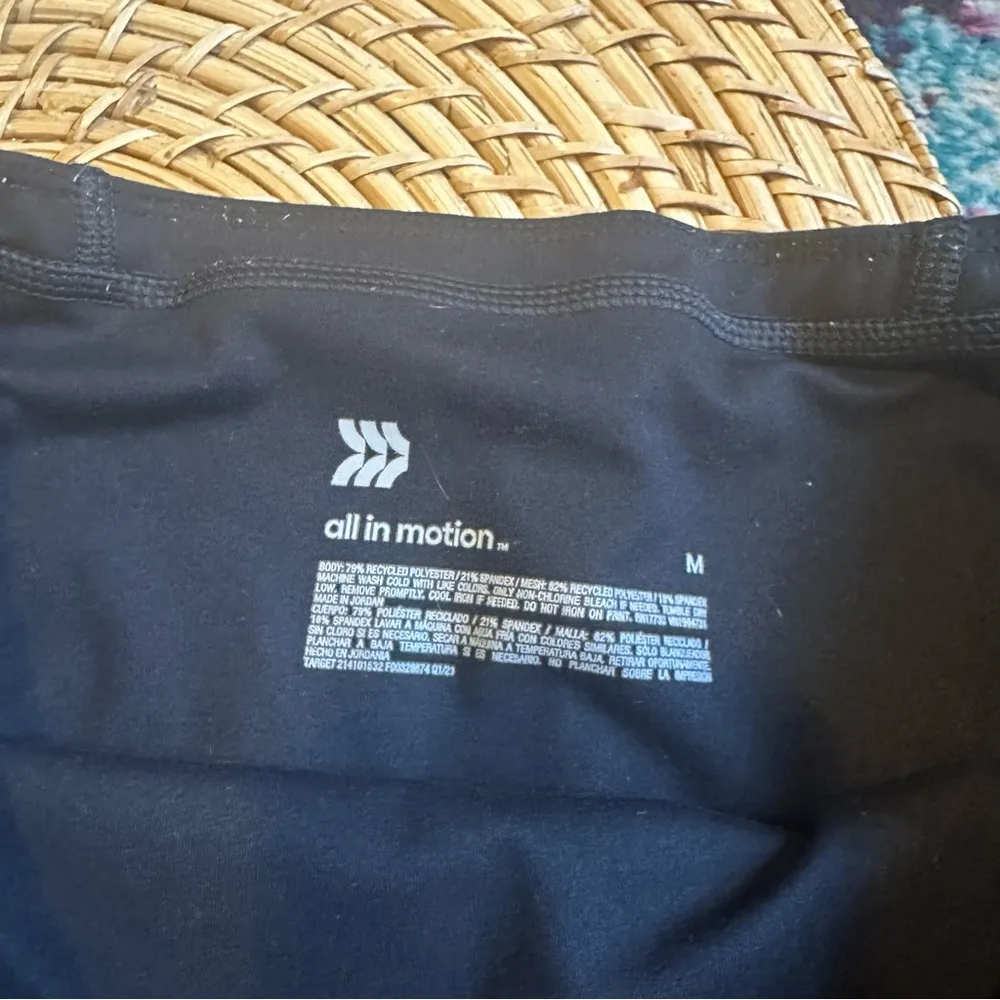 all in motion™
M
BODY: 79% RECYCLED POLYESTER / 21% SPANDEX / MESH: 82% RECYCLED POLYESTER / 18% SPANDEX
MACHINE WASH COLD WITH LIKE COLORS. ONLY NON-CHLORINE BLEACH IF NEEDED. TUMBLE DRY
LOW. REMOVE PROMPTLY. COOL IRON IF NEEDED. DO NOT IRON ON PRINT. RN17730
MADE IN JORDAN
CUERPO: 79% POLIÉSTER RECICLADO / 21% SPANDEX / MALLA: 82% POLIÉSTER RECICLADO /
18% SPANDEX LAVAR A MÁQUINA CON AGUA FRÍA CON COLORES SIMILARES. SÓLO BLANQUEADOR
SIN CLORO SI ES NECESARIO. SECAR A MÁQUINA A TEMPERATURA BAJA. RETIRAR OPORTUNAMENTE.
PLANCHAR A BAJA TEMPERATURA SI ES NECESARIO. NO PLANCHAR SOBRE LA IMPRESIÓN
HECHO EN JORDANIA
TARGET 214101532